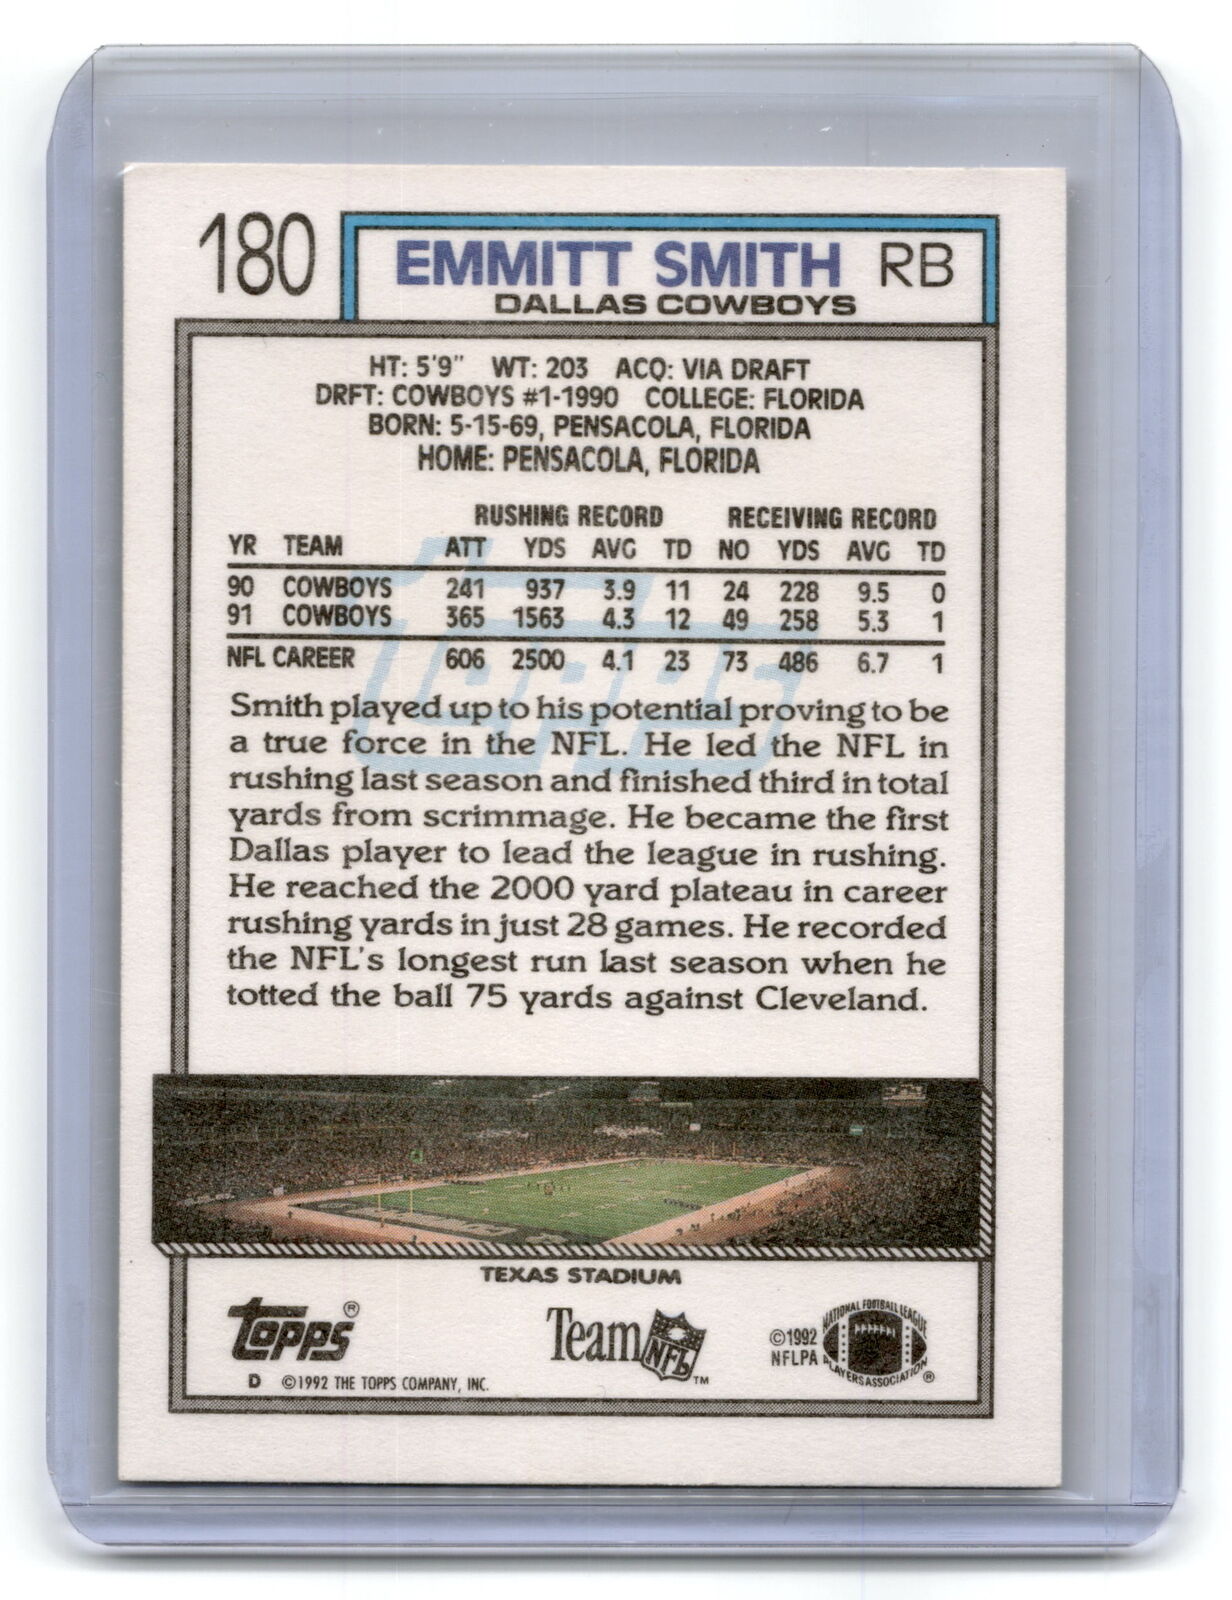 180
EMMITT SMITH RB
DALLAS COWBOYS
HT: 5'9" WT: 203 ACQ: VIA DRAFT
DRFT: COWBOYS #1-1990 COLLEGE: FLORIDA
BORN: 5-15-69, PENSACOLA, FLORIDA
HOME: PENSACOLA, FLORIDA
RUSHING RECORD RECEIVING RECORD
YR TEAM ATT YDS AVG TD NO YDS AVG TD
90 COWBOYS 241 937 3.9 11 24 228 9.5 0
91 COWBOYS 365 1563 4.3 12 49 258 5.3 1
NFL CAREER 606 2500 4.1 23 73 486 6.7 1
Topps
Smith played up to his potential proving to be
a true force in the NFL. He led the NFL in
rushing last season and finished third in total
yards from scrimmage. He became the first
Dallas player to lead the league in rushing.
He reached the 2000 yard plateau in career
rushing yards in just 28 games. He recorded
the NFL's longest run last season when he
totted the ball 75 yards against Cleveland.
TEXAS STADIUM
Topps®
D ©1992 THE TOPPS COMPANY, INC.
Team NFL™
©1992
NFLPA
NATIONAL FOOTBALL LEAGUE
PLAYERS ASSOCIATION®